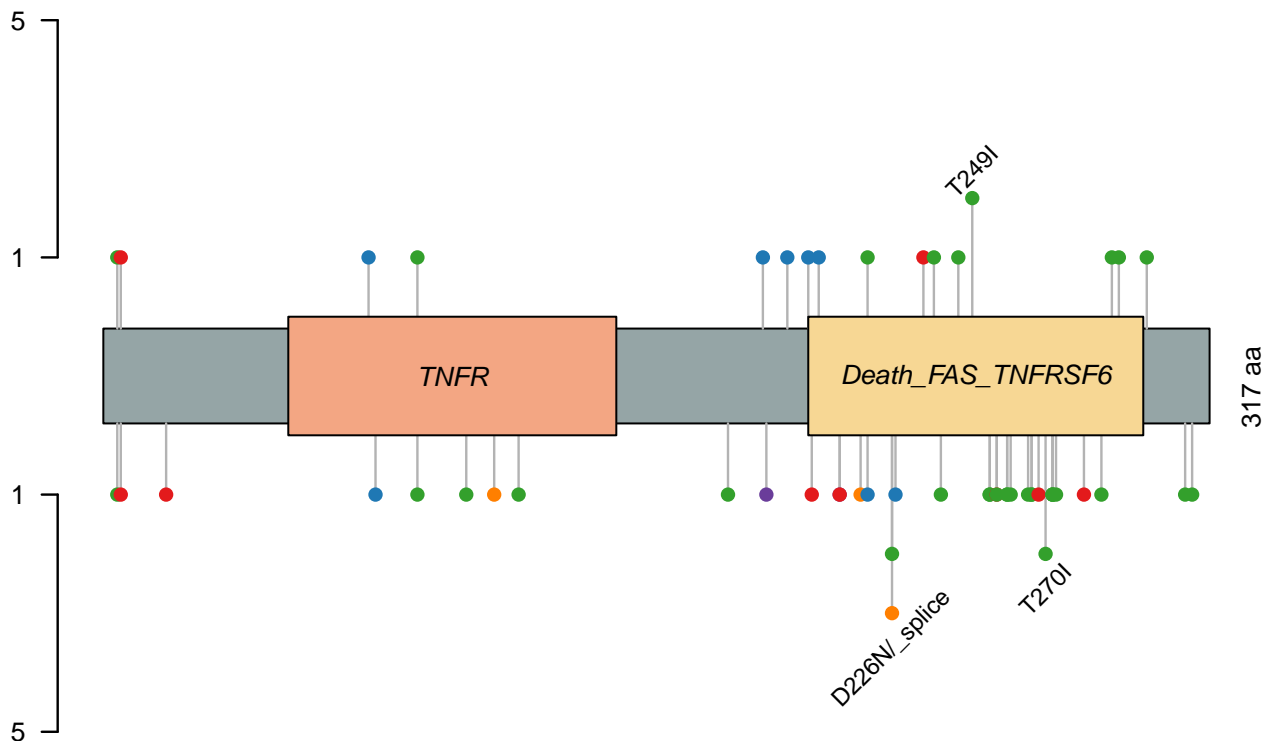 5
T249I
1
TNFR
Death_FAS_TNFRSF6
317 aa
1
D226N/_splice
T270I
5